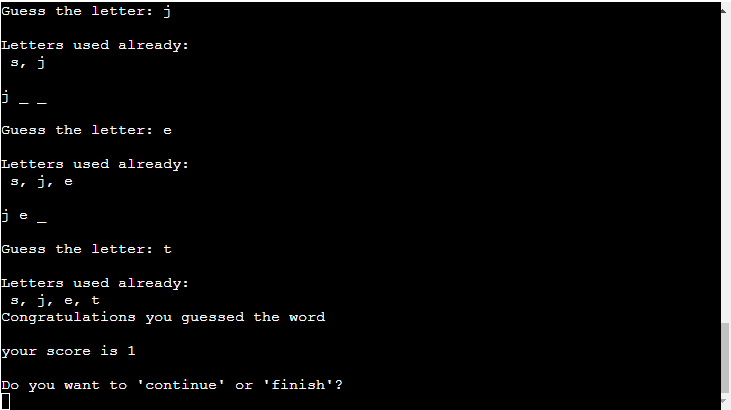 Guess the letter: j
Letters used already:
s, j
j _ _
Guess the letter: e
Letters used already:
s, j, e
j e _
Guess the letter: t
Letters used already:
s, j, e, t
Congratulations you guessed the word
your score is 1
Do you want to 'continue' or 'finish'?